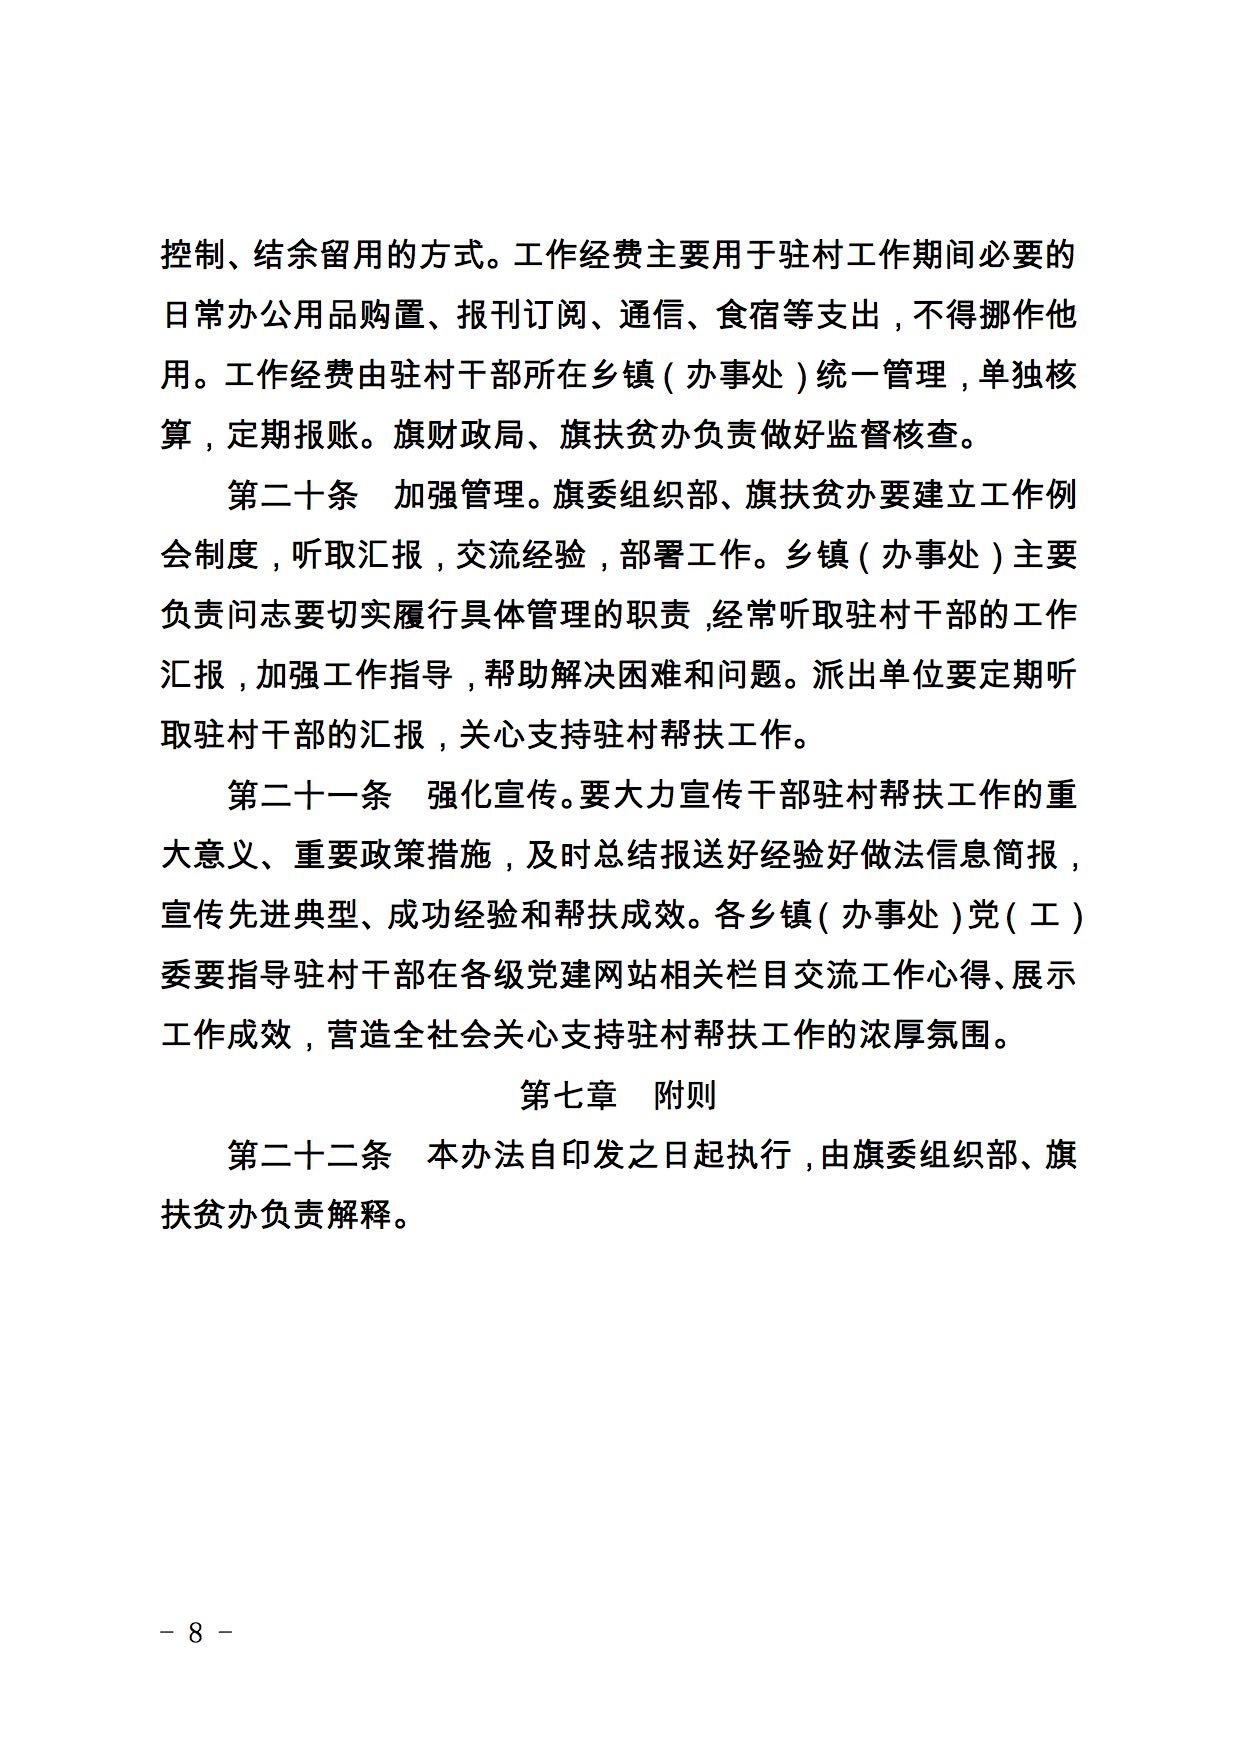 控制、结余留用的方式。工作经费主要用于驻村工作期间必要的
日常办公用品购置、报刊订阅、通信、食宿等支出，不得挪作他
用。工作经费由驻村干部所在乡镇（办事处）统一管理，单独核
算，定期报账。旗财政局、旗扶贫办负责做好监督核查。
第二十条　加强管理。旗委组织部、旗扶贫办要建立工作例
会制度，听取汇报，交流经验，部署工作。乡镇（办事处）主要
负责问志要切实履行具体管理的职责，经常听取驻村干部的工作
汇报，加强工作指导，帮助解决困难和问题。派出单位要定期听
取驻村干部的汇报，关心支持驻村帮扶工作。
第二十一条　强化宣传。要大力宣传干部驻村帮扶工作的重
大意义、重要政策措施，及时总结报送好经验好做法信息简报，
宣传先进典型、成功经验和帮扶成效。各乡镇（办事处）党（工）
委要指导驻村干部在各级党建网站相关栏目交流工作心得、展示
工作成效，营造全社会关心支持驻村帮扶工作的浓厚氛围。
第七章　附则
第二十二条　本办法自印发之日起执行，由旗委组织部、旗
扶贫办负责解释。
－ 8 －